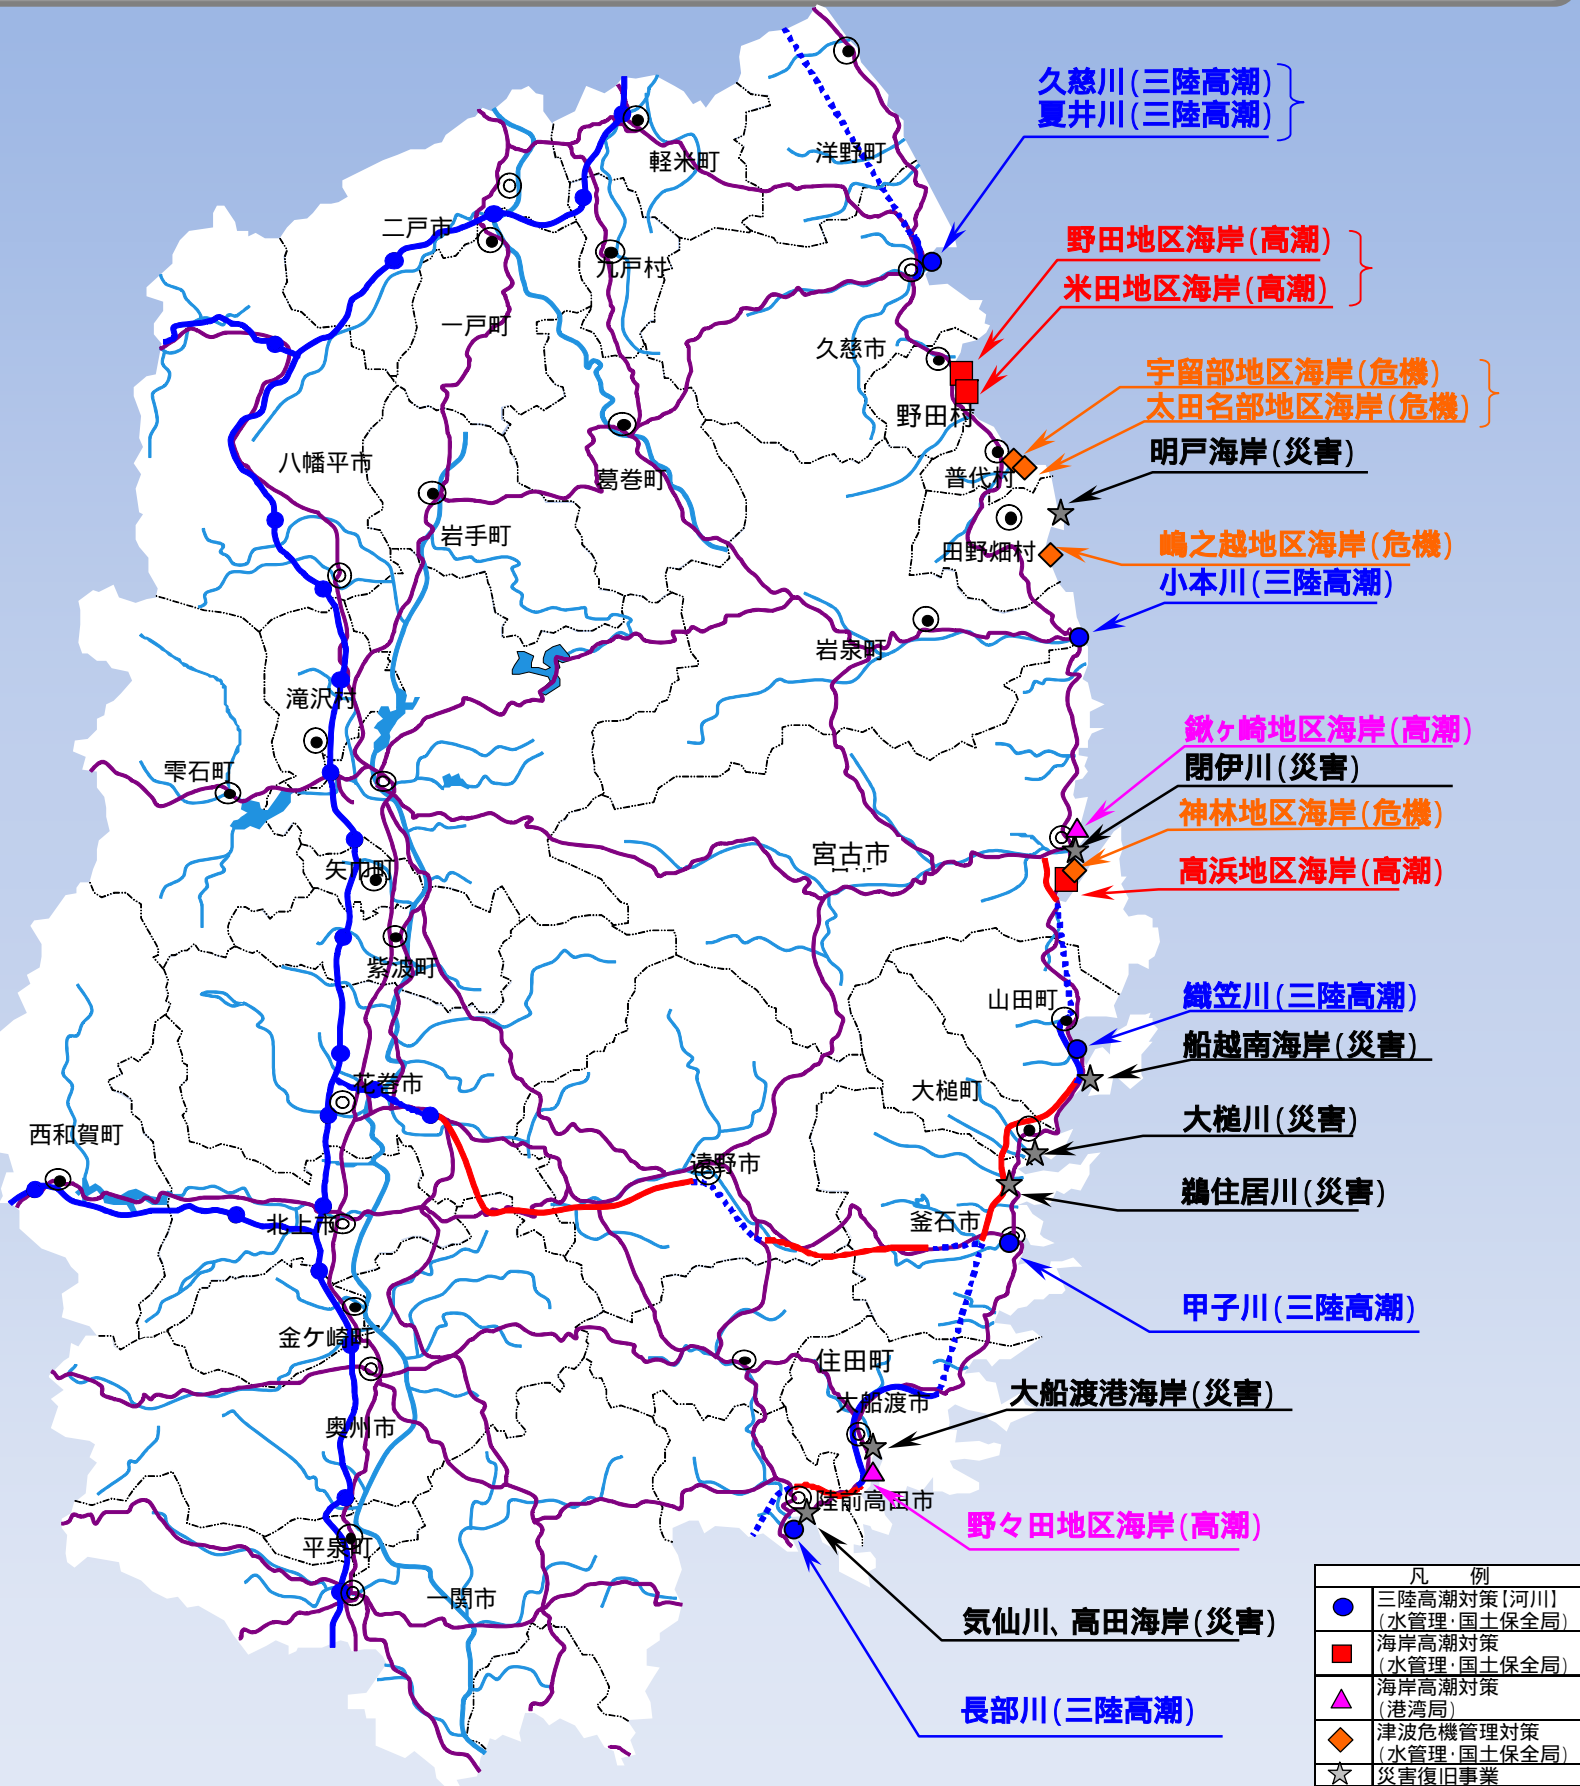 久慈川(三陸高潮)
夏井川(三陸高潮)
洋野町
軽米町
二戸市
野田地区海岸(高潮)
九戸村
米田地区海岸(高潮)
一戸町
久慈市
宇留部地区海岸(危機)
太田名部地区海岸(危機)
野田村
明戸海岸(災害)
八幡平市
葛巻町
普代村
岩手町
嶋之越地区海岸(危機)
田野畑村
小本川(三陸高潮)
岩泉町
滝沢村
鍬ヶ崎地区海岸(高潮)
雫石町
閉伊川(災害)
神林地区海岸(危機)
宮古市
矢巾町
高浜地区海岸(高潮)
紫波町
山田町
織笠川(三陸高潮)
船越南海岸(災害)
花巻市
大槌町
大槌川(災害)
西和賀町
遠野市
鵜住居川(災害)
北上市
釜石市
甲子川(三陸高潮)
金ケ崎町
住田町
大船渡港海岸(災害)
大船渡市
奥州市
陸前高田市
野々田地区海岸(高潮)
平泉町
一関市
気仙川、高田海岸(災害)
長部川(三陸高潮)
凡 例
三陸高潮対策【河川】
(水管理・国土保全局)
海岸高潮対策
(水管理・国土保全局)
海岸高潮対策
(港湾局)
津波危機管理対策
(水管理・国土保全局)
災害復旧事業